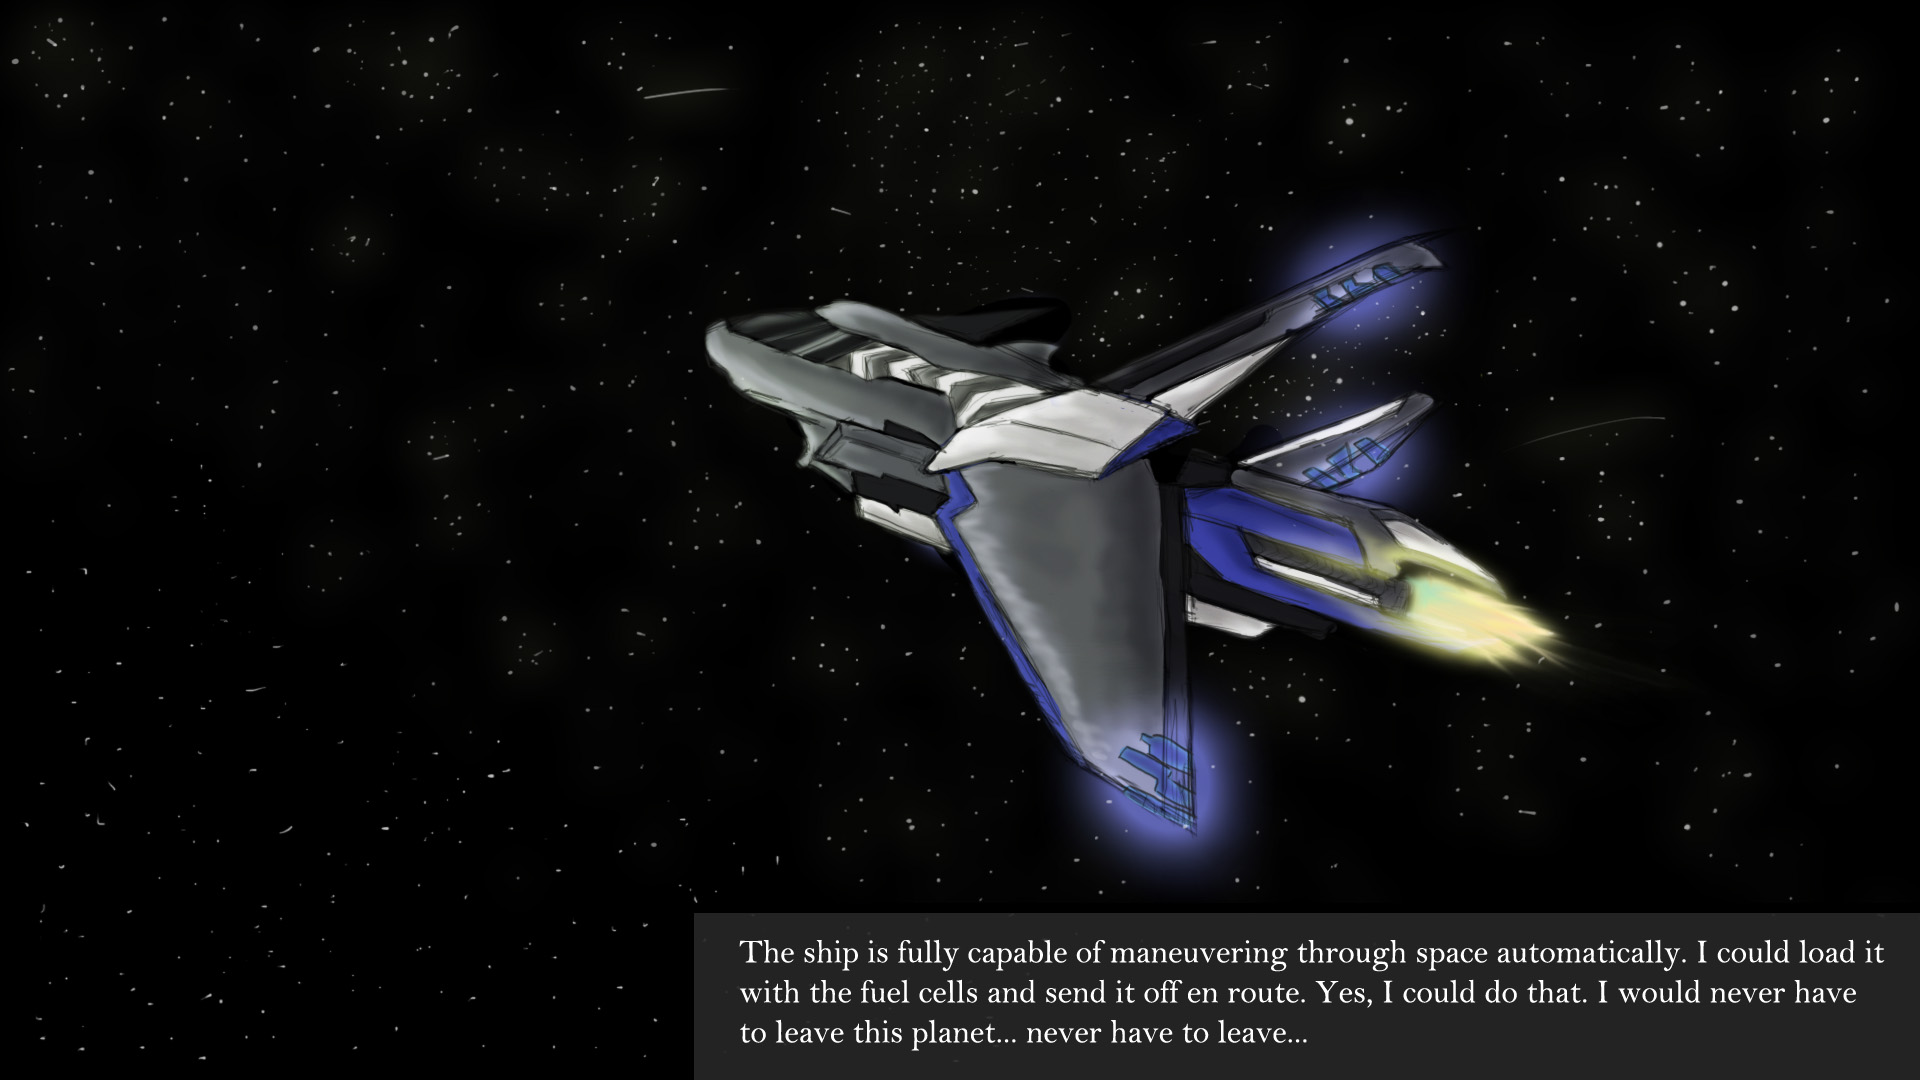 The ship is fully capable of maneuvering through space automatically. I could load it
with the fuel cells and send it off en route. Yes, I could do that. I would never have
to leave this planet... never have to leave...